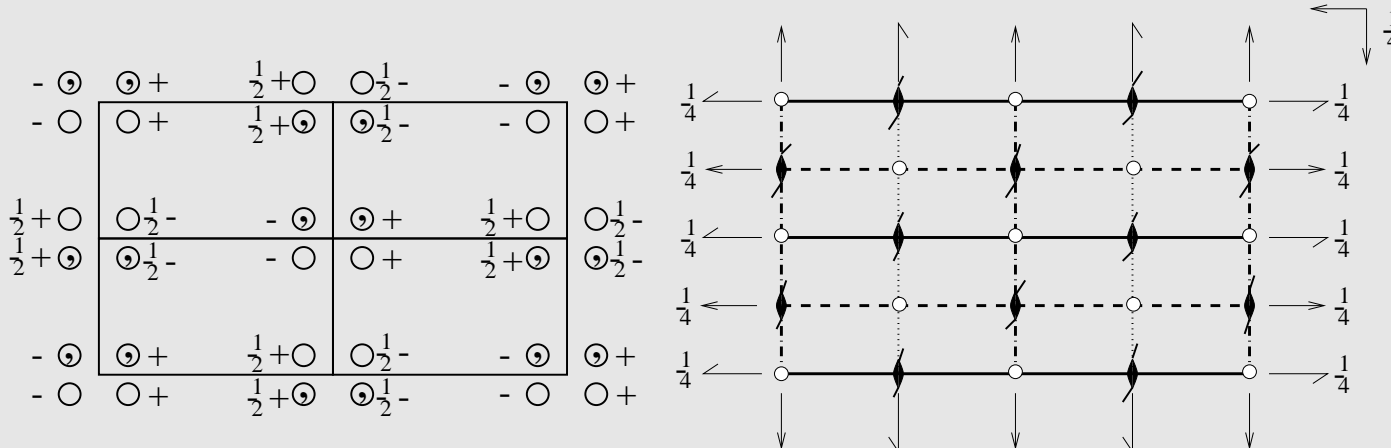 - , , + 1/2 + 1/2 - - , , + 1/4
- + 1/2 + , , 1/2 - - + 1/4 1/4
1/4 1/4
1/2 + 1/2 - - , , + 1/2 + 1/2 -
1/2 + , , 1/2 - - + 1/2 + , , 1/2 - 1/4 1/4
1/4 1/4
- , , + 1/2 + 1/2 - - , , +
- + 1/2 + , , 1/2 - - + 1/4 1/4